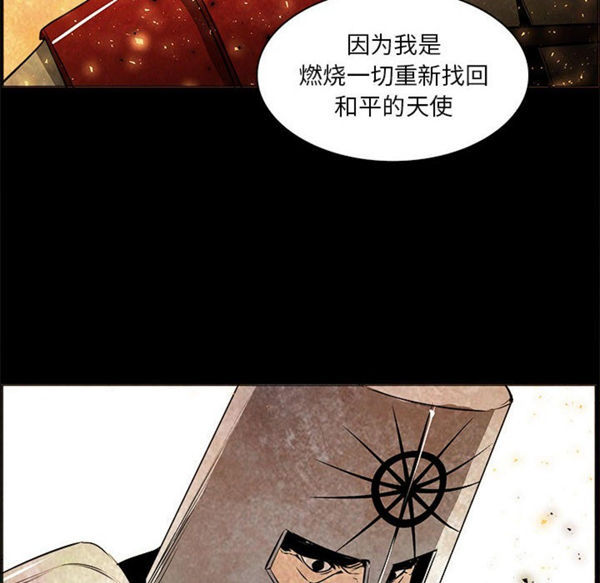 因为我是
燃烧一切重新找回
和平的天使